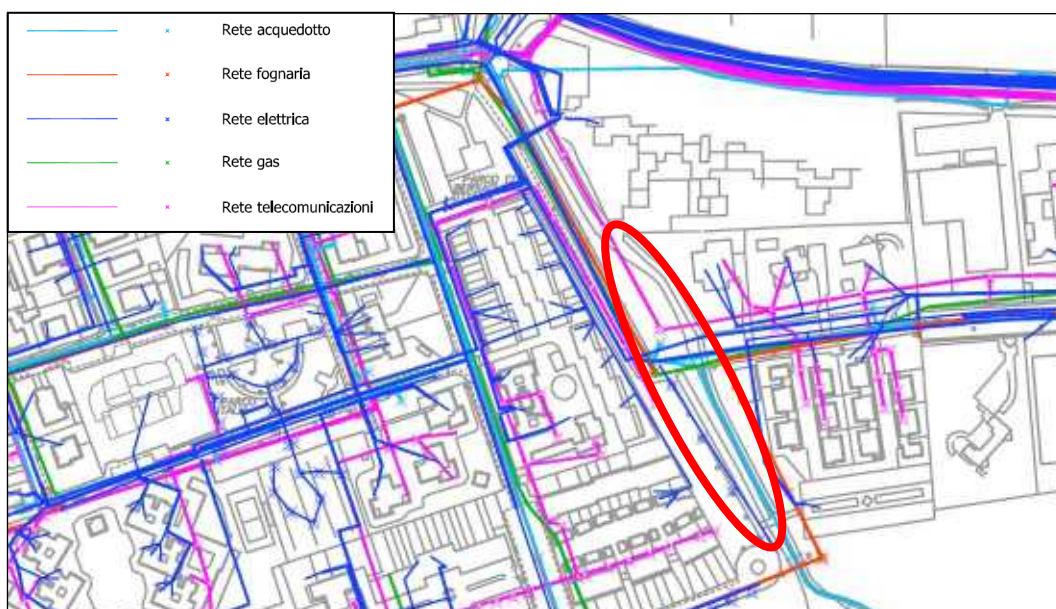 Rete acquedotto
Rete fognaria
Rete elettrica
Rete gas
Rete telecomunicazioni